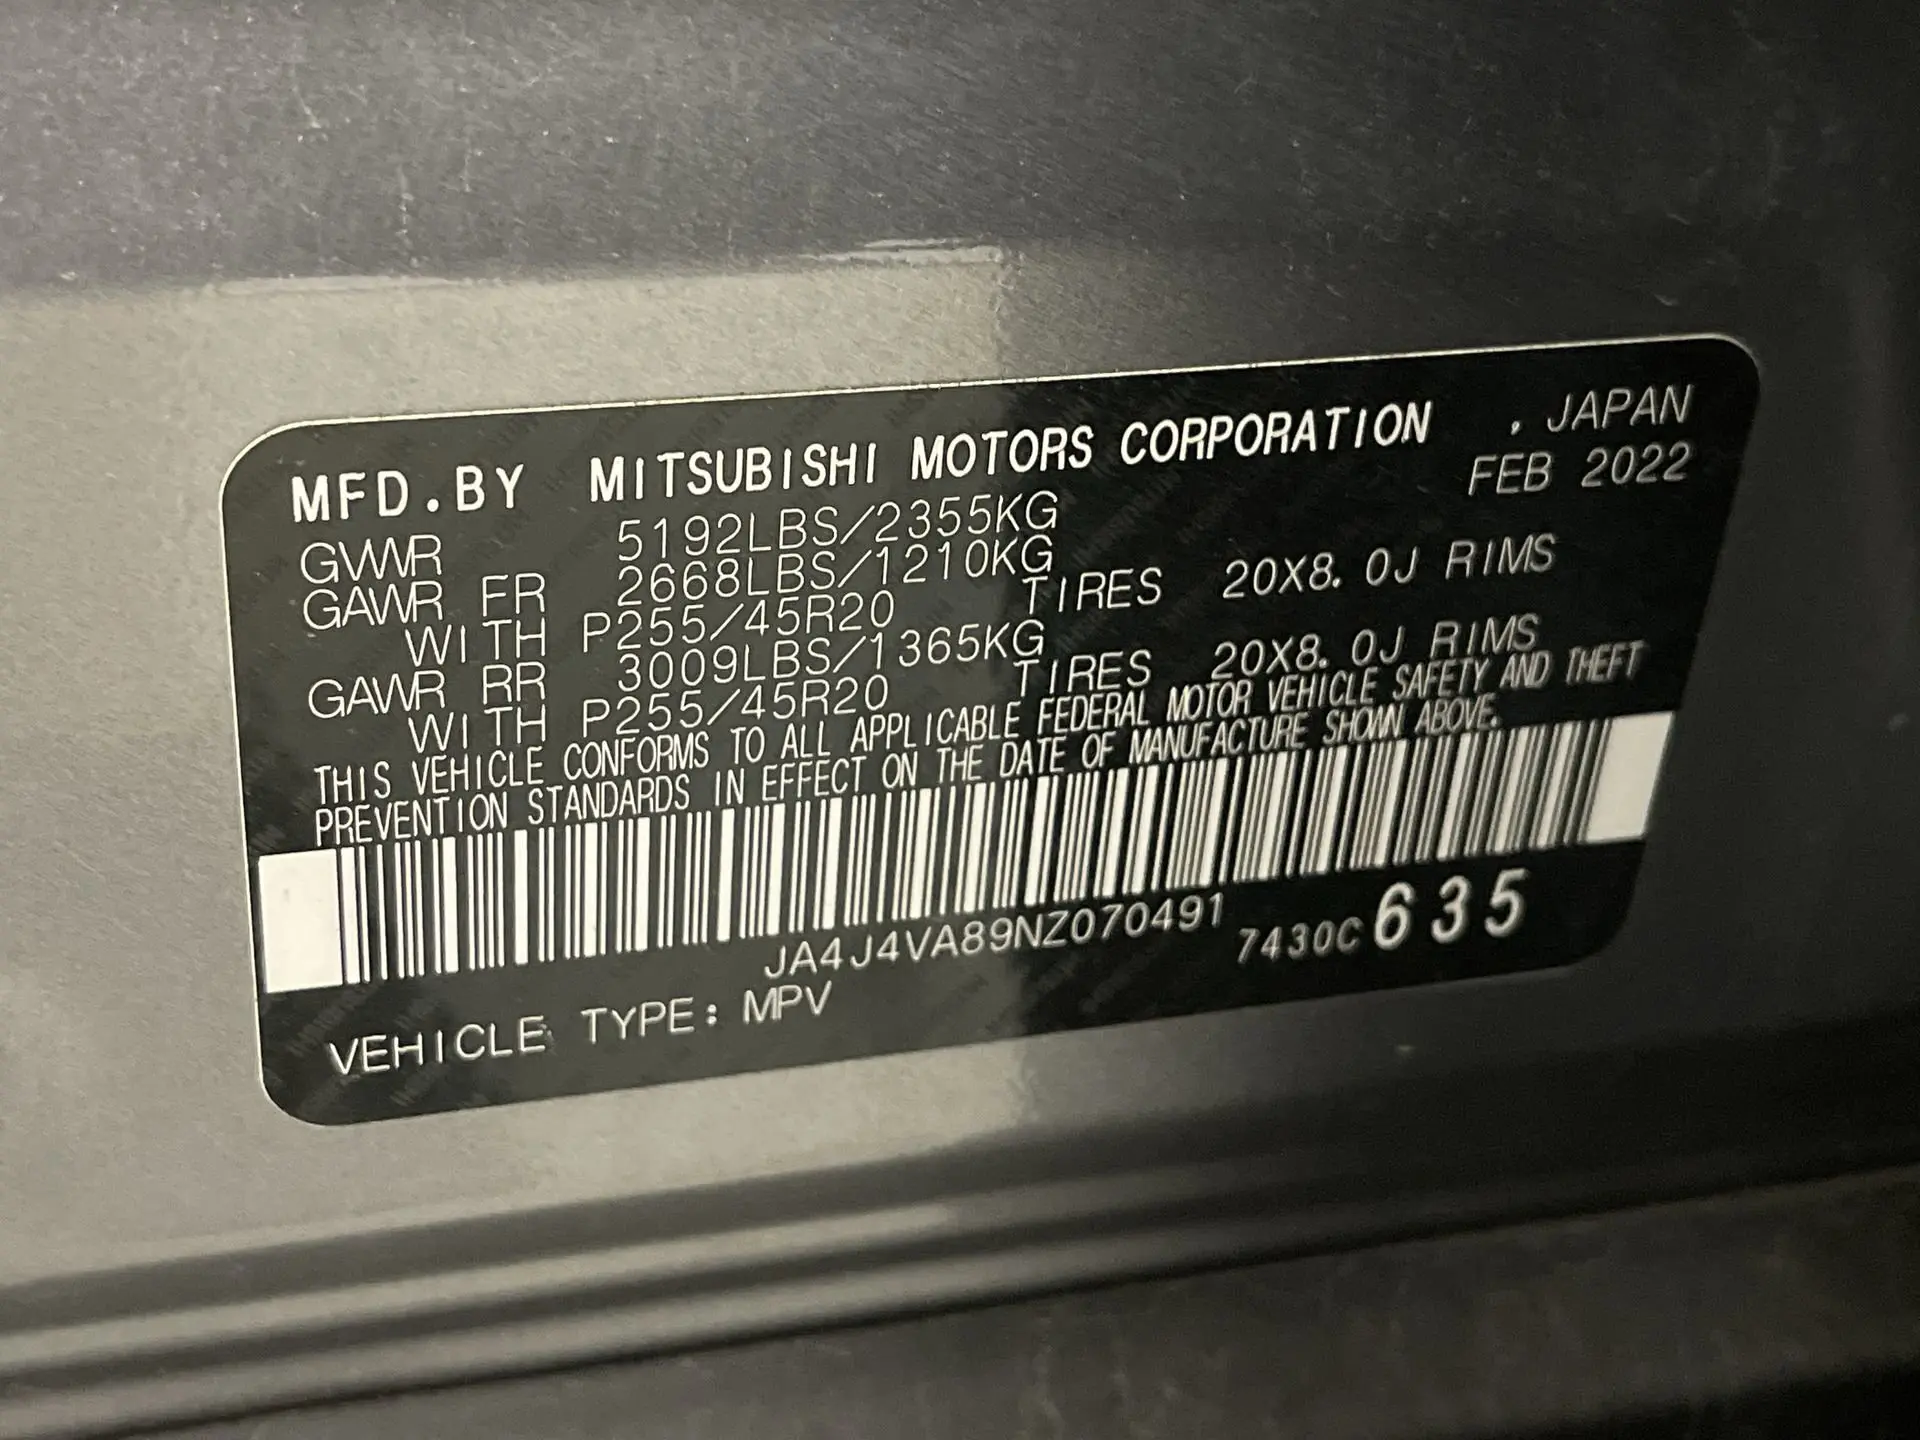 MFD.BY MITSUBISHI MOTORS CORPORATION , JAPAN
GVWR 5192LBS/2355KG FEB 2022
GAWR FR 2668LBS/1210KG
WITH P255/45R20 TIRES 20X8.0J RIMS
GAWR RR 3009LBS/1365KG
WITH P255/45R20 TIRES 20X8.0J RIMS
THIS VEHICLE CONFORMS TO ALL APPLICABLE FEDERAL MOTOR VEHICLE SAFETY AND THEFT
PREVENTION STANDARDS IN EFFECT ON THE DATE OF MANUFACTURE SHOWN ABOVE.
JA4J4VA89NZ070491 7430C635
VEHICLE TYPE: MPV